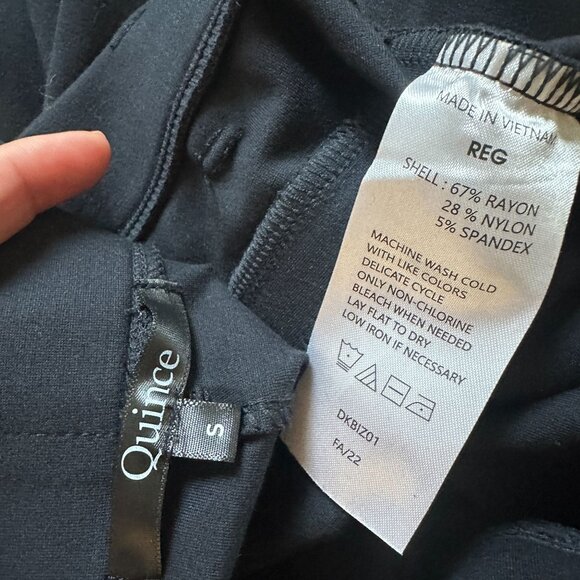 MADE IN VIETNAM
REG
SHELL : 67% RAYON
28 % NYLON
5% SPANDEX
MACHINE WASH COLD
WITH LIKE COLORS
DELICATE CYCLE
ONLY NON-CHLORINE
BLEACH WHEN NEEDED
LAY FLAT TO DRY
LOW IRON IF NECESSARY
DKBIZ01
FA/22
Quince
S